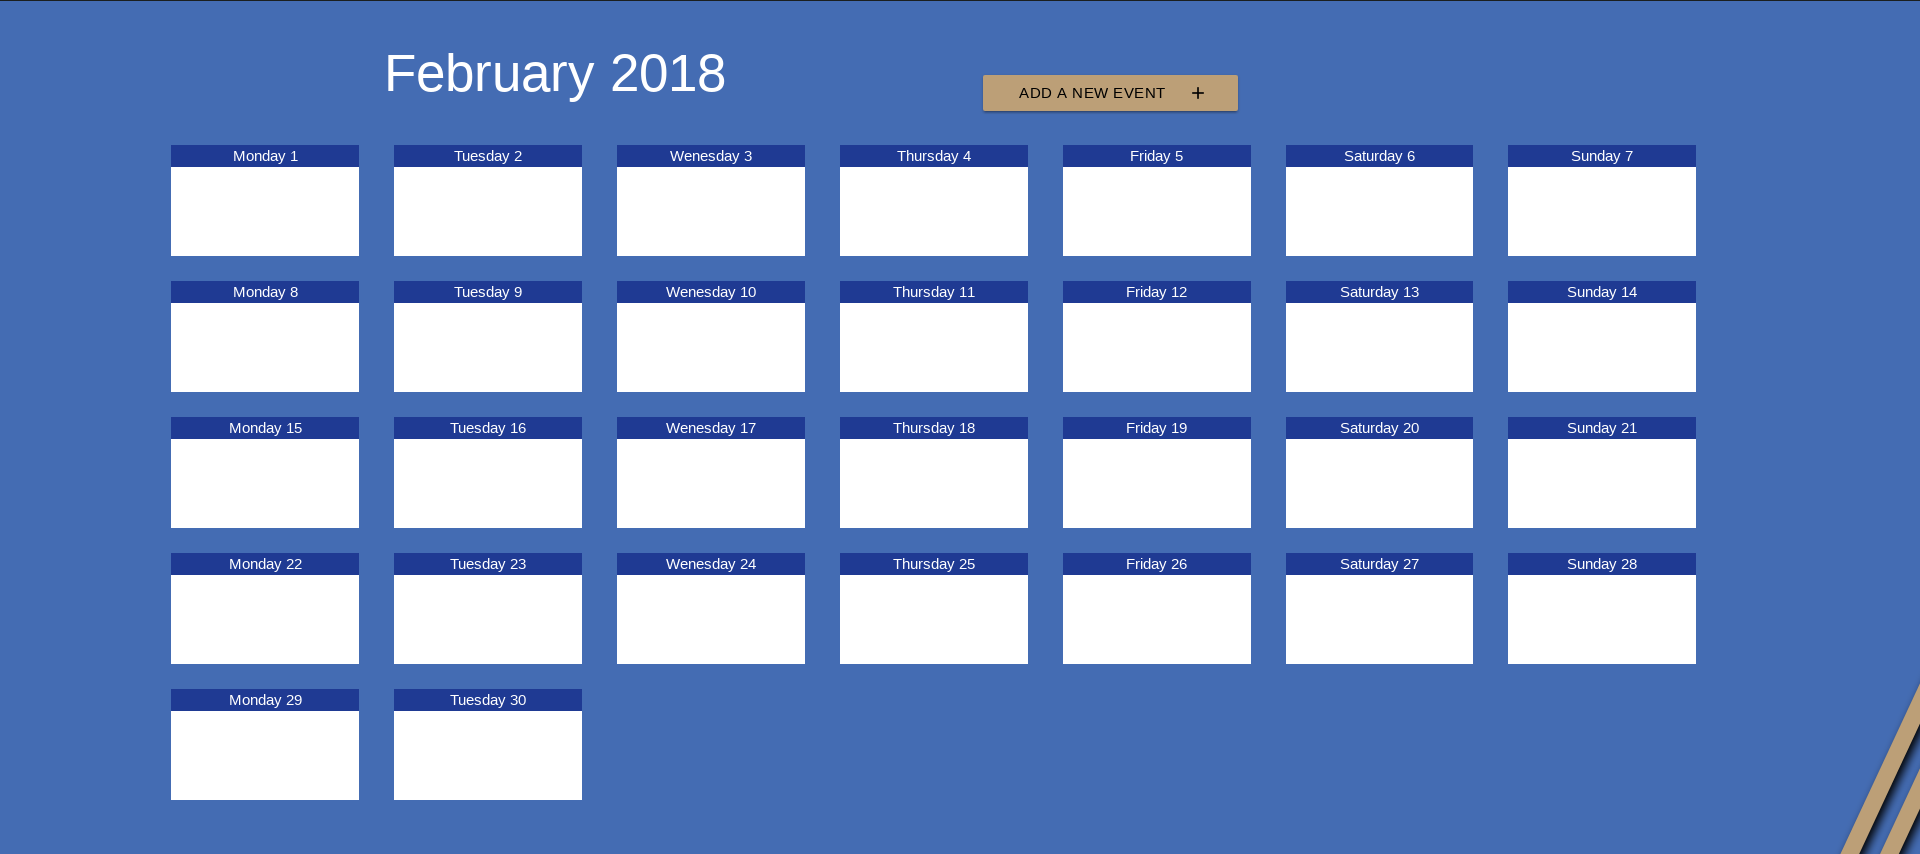 February 2018
ADD A NEW EVENT +
Monday 1 Tuesday 2 Wenesday 3 Thursday 4 Friday 5 Saturday 6 Sunday 7
Monday 8 Tuesday 9 Wenesday 10 Thursday 11 Friday 12 Saturday 13 Sunday 14
Monday 15 Tuesday 16 Wenesday 17 Thursday 18 Friday 19 Saturday 20 Sunday 21
Monday 22 Tuesday 23 Wenesday 24 Thursday 25 Friday 26 Saturday 27 Sunday 28
Monday 29 Tuesday 30